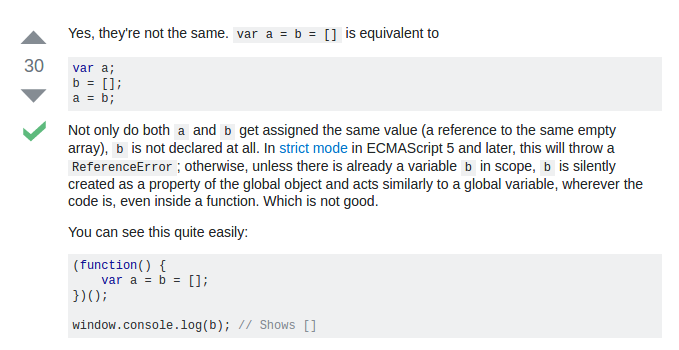 Yes, they're not the same. var a = b = [] is equivalent to
30
var a;
b = [];
a = b;
Not only do both a and b get assigned the same value (a reference to the same empty
array), b is not declared at all. In strict mode in ECMAScript 5 and later, this will throw a
ReferenceError; otherwise, unless there is already a variable b in scope, b is silently
created as a property of the global object and acts similarly to a global variable, wherever the
code is, even inside a function. Which is not good.
You can see this quite easily:
(function() {
    var a = b = [];
})();
window.console.log(b); // Shows []